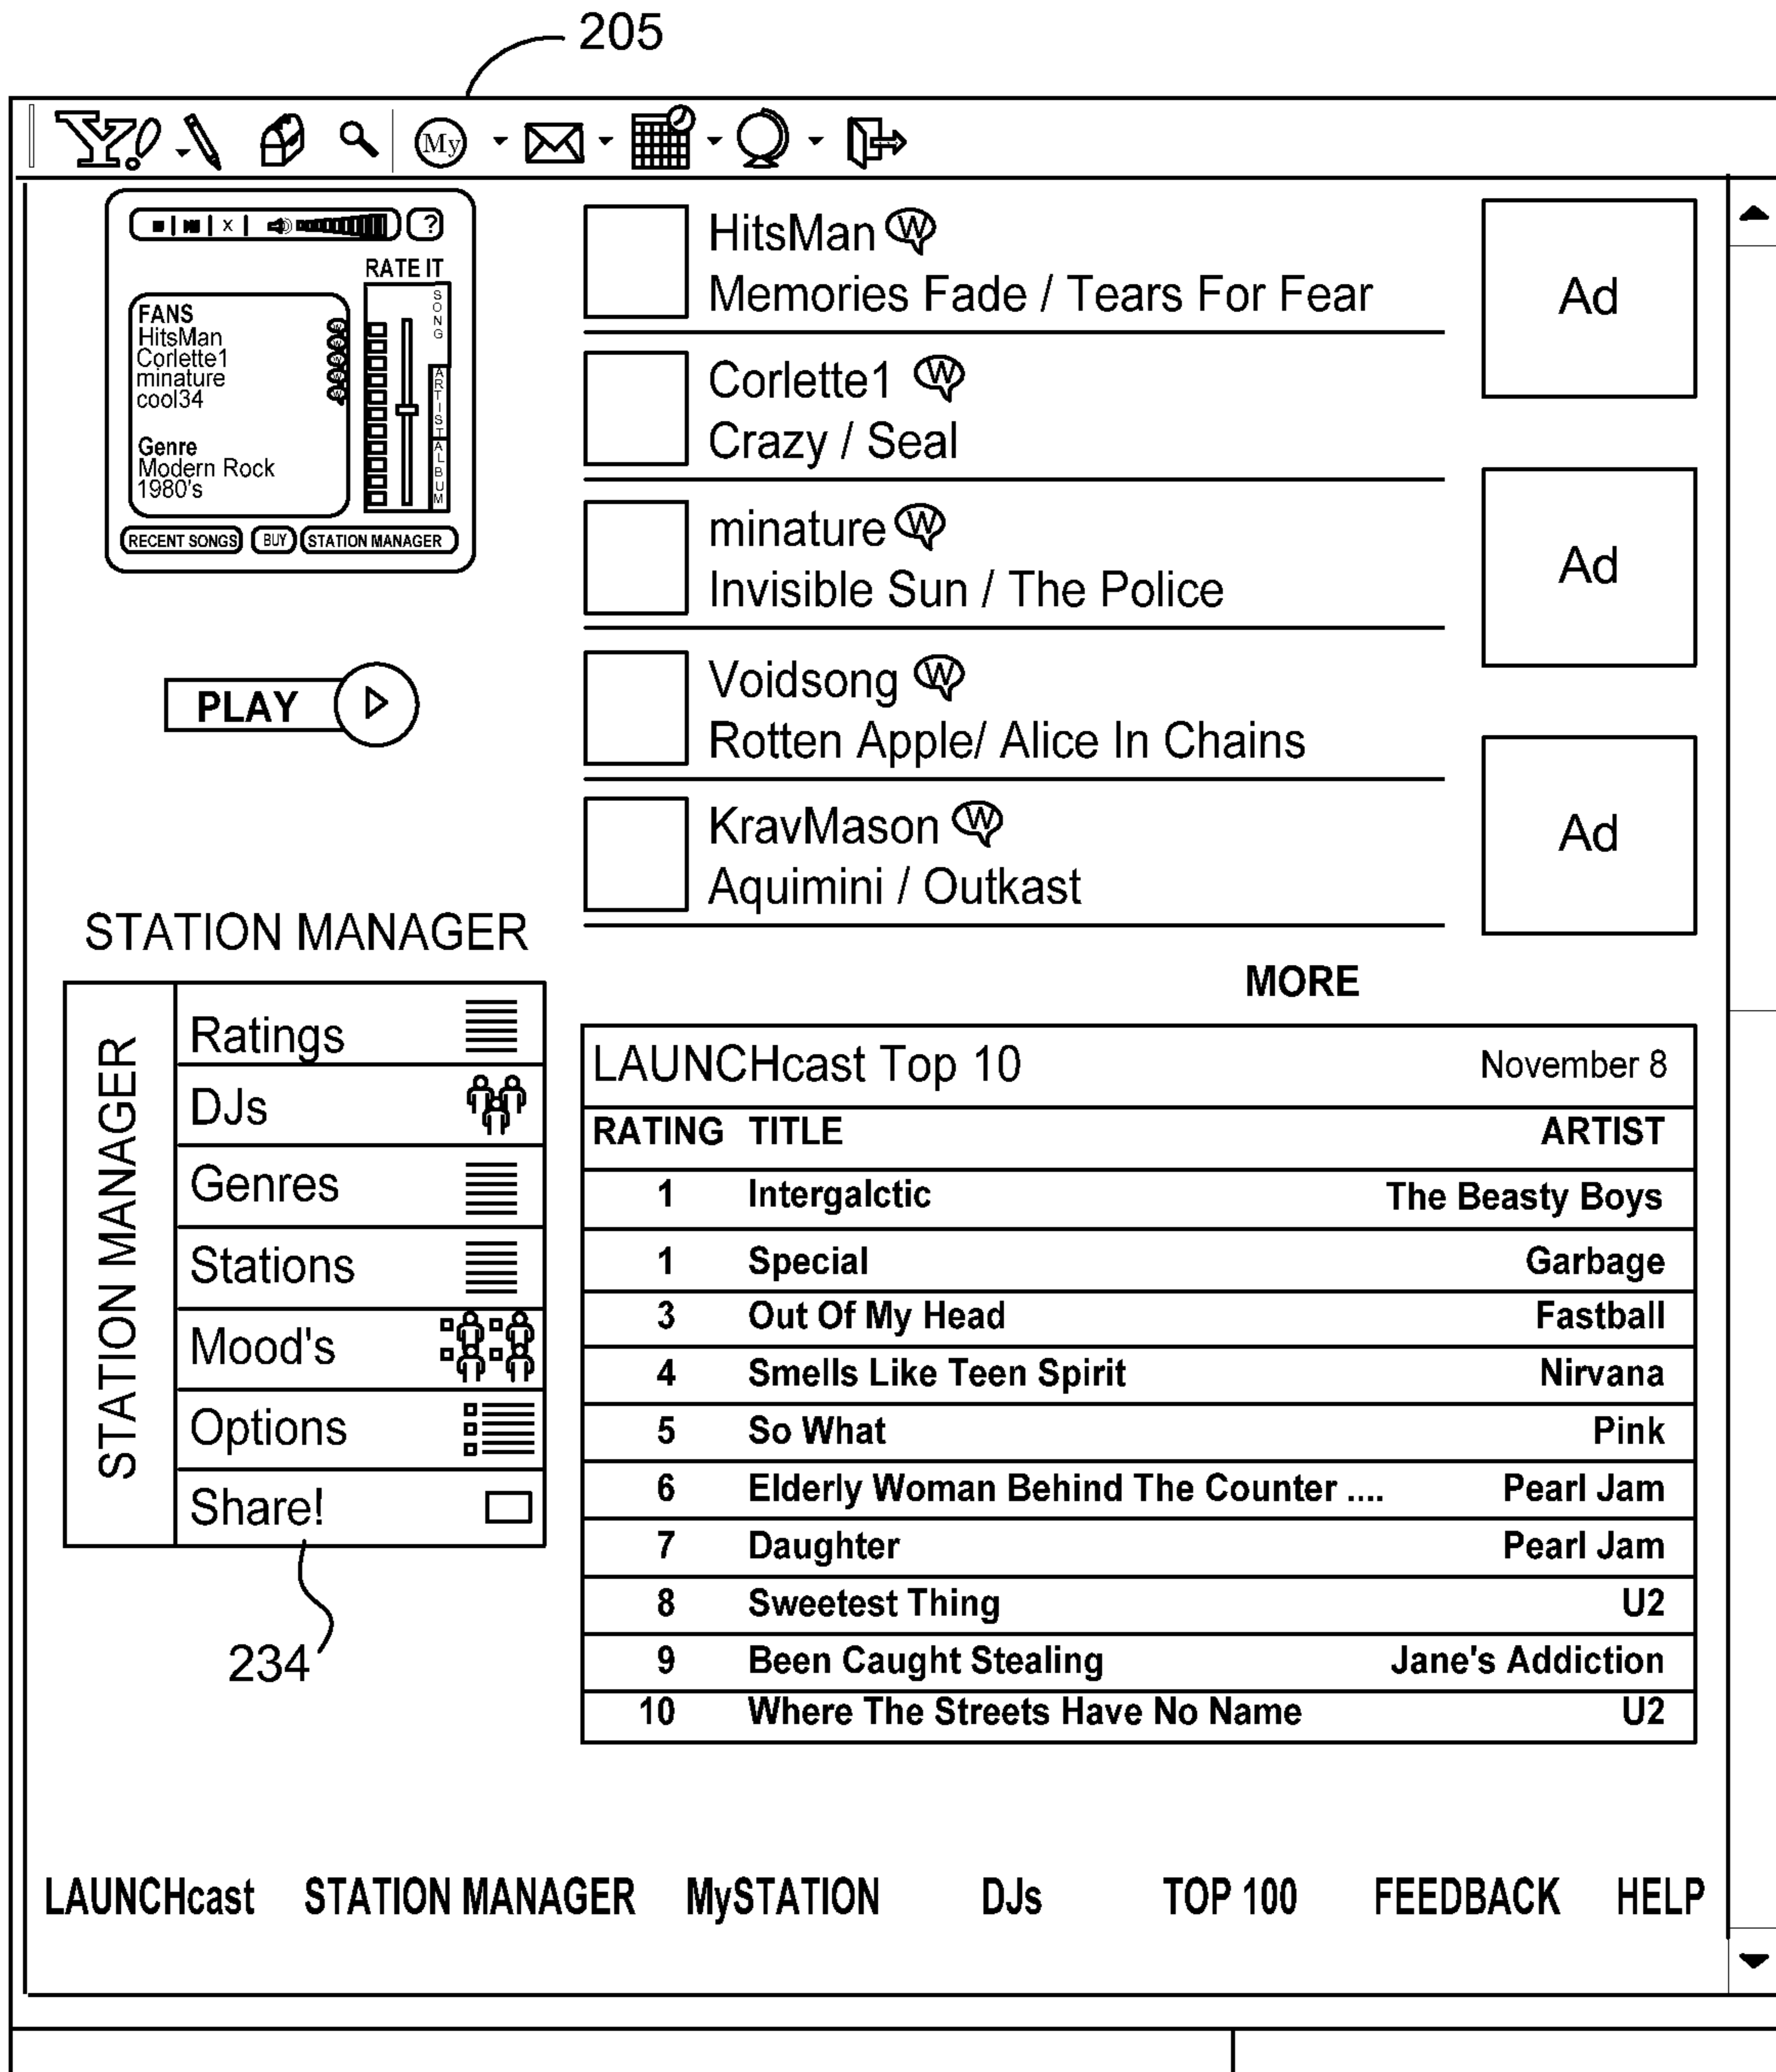 205
Y!
My
?
RATE IT
SONG
ARTIST
ALBUM
FANS
HitsMan
Corlette1
minature
cool34
Genre
Modern Rock
1980's
RECENT SONGS
BUY
STATION MANAGER
PLAY
HitsMan W
Memories Fade / Tears For Fear
Corlette1 W
Crazy / Seal
minature W
Invisible Sun / The Police
Voidsong W
Rotten Apple/ Alice In Chains
KravMason W
Aquimini / Outkast
Ad
Ad
Ad
MORE
STATION MANAGER
STATION MANAGER
Ratings
DJs
Genres
Stations
Mood's
Options
Share!
234
LAUNCHcast Top 10 November 8
RATING TITLE ARTIST
1 Intergalctic The Beasty Boys
1 Special Garbage
3 Out Of My Head Fastball
4 Smells Like Teen Spirit Nirvana
5 So What Pink
6 Elderly Woman Behind The Counter .... Pearl Jam
7 Daughter Pearl Jam
8 Sweetest Thing U2
9 Been Caught Stealing Jane's Addiction
10 Where The Streets Have No Name U2
LAUNCHcast STATION MANAGER MySTATION DJs TOP 100 FEEDBACK HELP